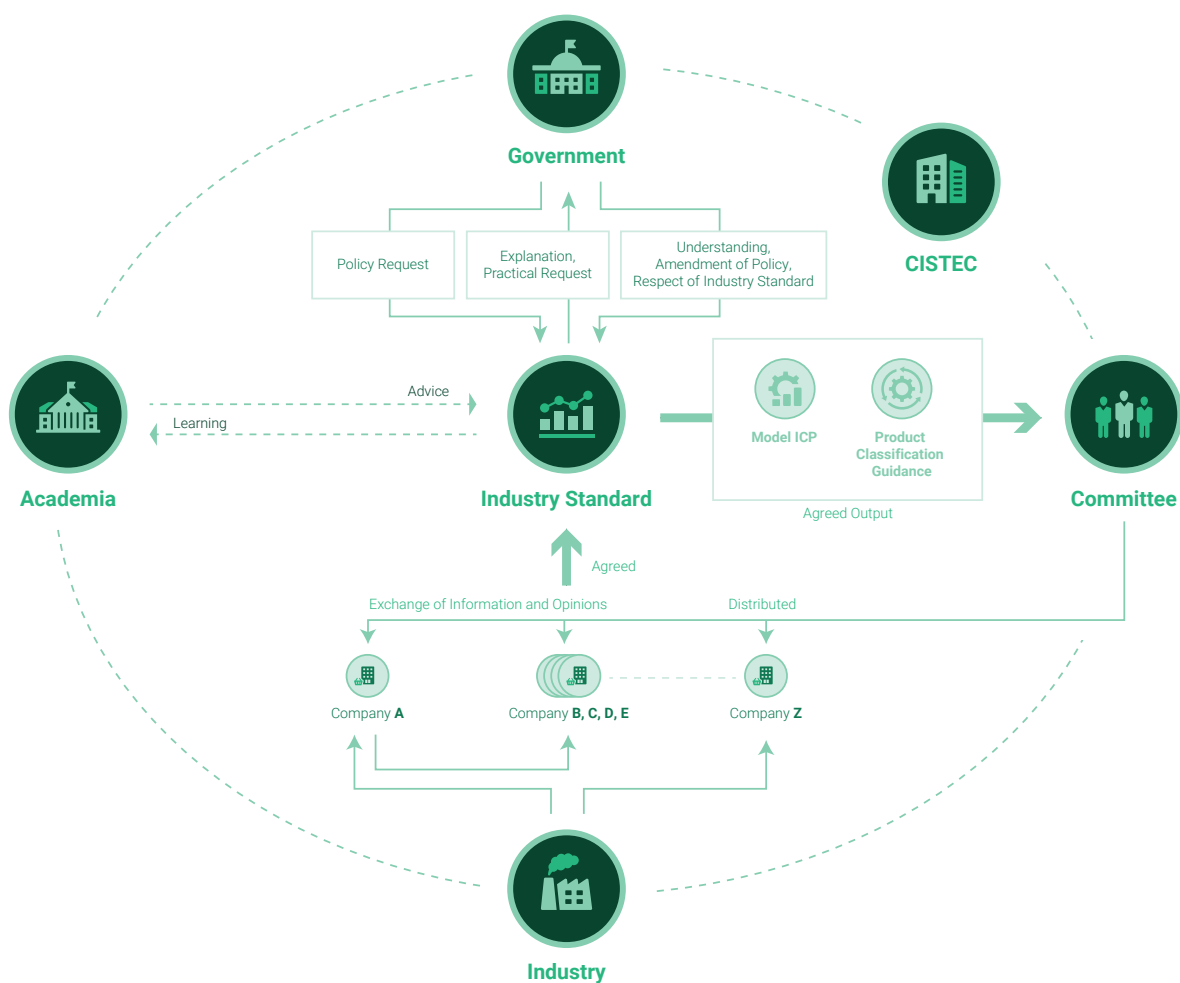 Government
CISTEC
Policy Request
Explanation,
Practical Request
Understanding,
Amendment of Policy,
Respect of Industry Standard
Advice
Learning
Model ICP
Product
Classification
Guidance
Academia
Industry Standard
Committee
Agreed Output
Agreed
Exchange of Information and Opinions
Distributed
Company A
Company B, C, D, E
Company Z
Industry